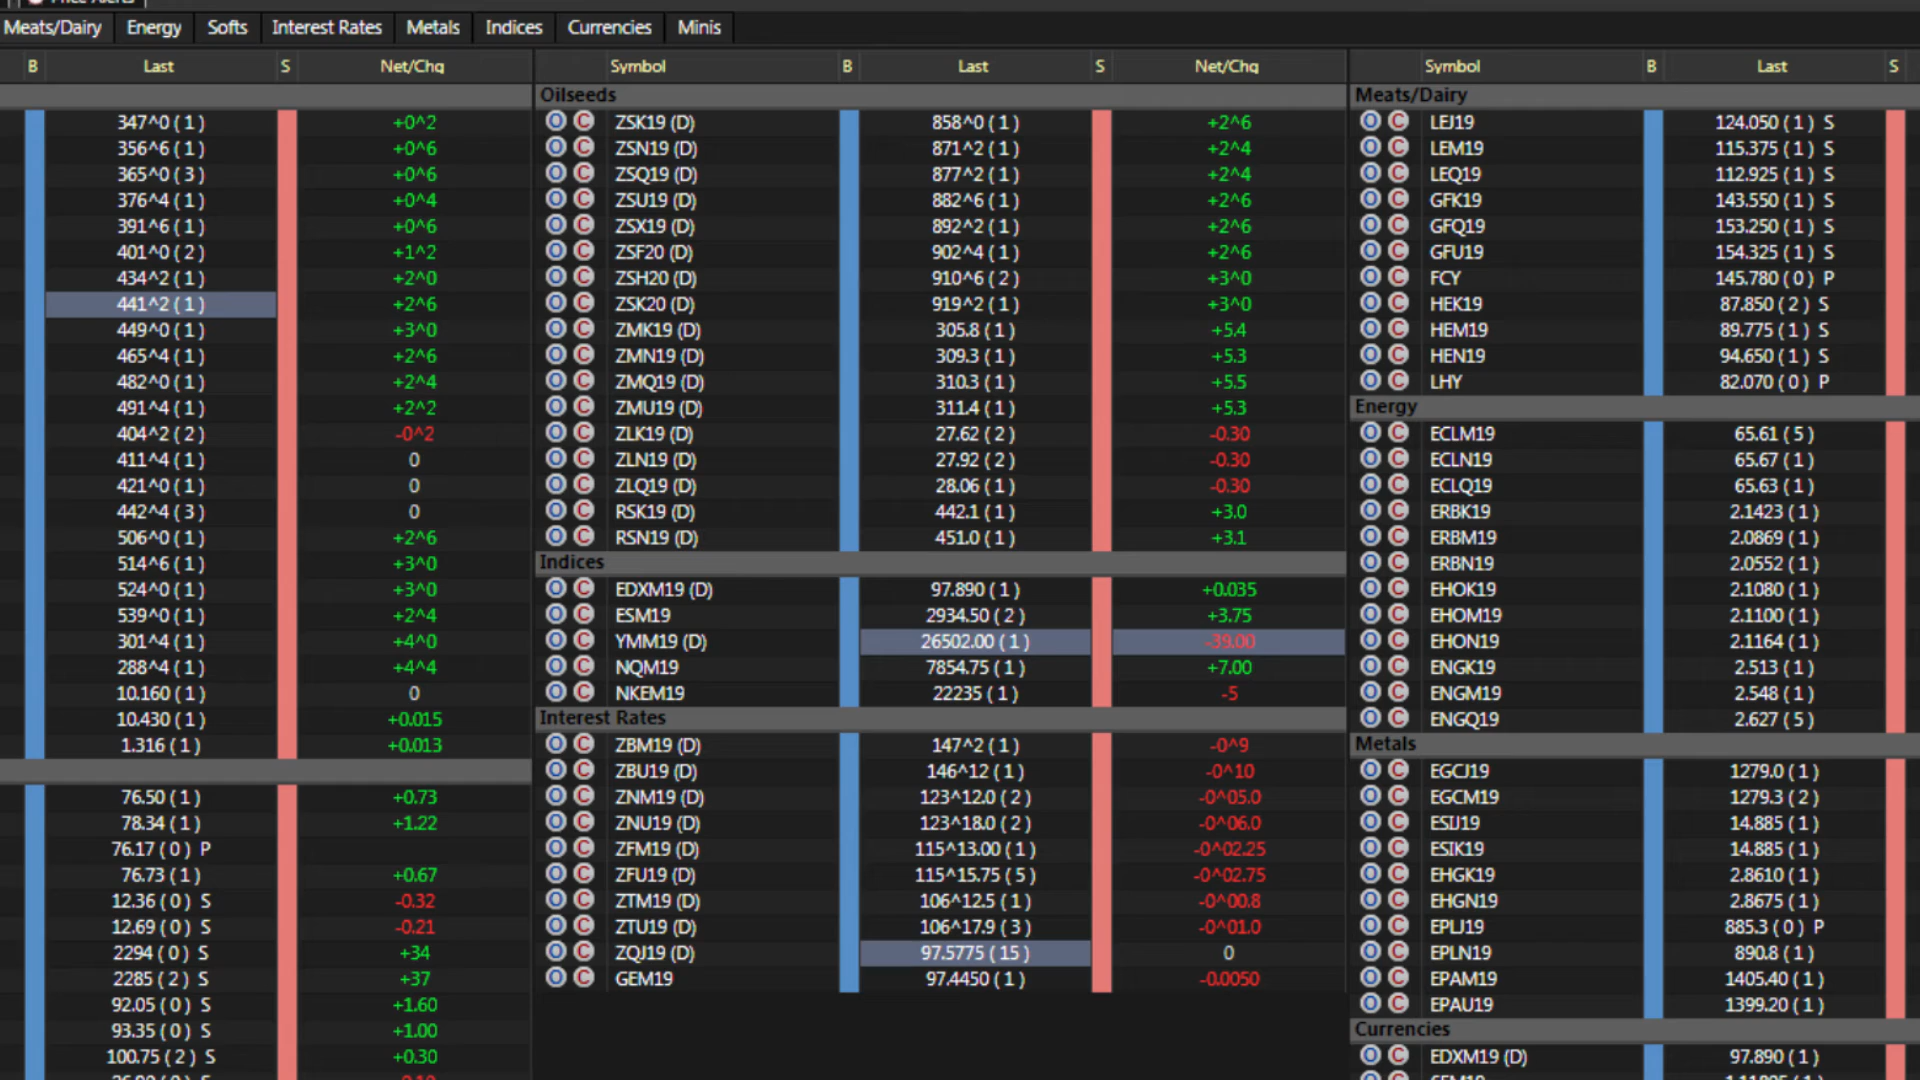 Price Alerts
Meats/Dairy Energy Softs Interest Rates Metals Indices Currencies Minis
B Last S Net/Chg
347^0 ( 1 ) +0^2
356^6 ( 1 ) +0^6
365^0 ( 3 ) +0^6
376^4 ( 1 ) +0^4
391^6 ( 1 ) +0^6
401^0 ( 2 ) +1^2
434^2 ( 1 ) +2^0
441^2 ( 1 ) +2^6
449^0 ( 1 ) +3^0
465^4 ( 1 ) +2^6
482^0 ( 1 ) +2^4
491^4 ( 1 ) +2^2
404^2 ( 2 ) -0^2
411^4 ( 1 ) 0
421^0 ( 1 ) 0
442^4 ( 3 ) 0
506^0 ( 1 ) +2^6
514^6 ( 1 ) +3^0
524^0 ( 1 ) +3^0
539^0 ( 1 ) +2^4
301^4 ( 1 ) +4^0
288^4 ( 1 ) +4^4
10.160 ( 1 ) 0
10.430 ( 1 ) +0.015
1.316 ( 1 ) +0.013
76.50 ( 1 ) +0.73
78.34 ( 1 ) +1.22
76.17 ( 0 ) P
76.73 ( 1 ) +0.67
12.36 ( 0 ) S -0.32
12.69 ( 0 ) S -0.21
2294 ( 0 ) S +34
2285 ( 2 ) S +37
92.05 ( 0 ) S +1.60
93.35 ( 0 ) S +1.00
100.75 ( 2 ) S +0.30
Symbol B Last S Net/Chg
Oilseeds
O C ZSK19 (D) 858^0 ( 1 ) +2^6
O C ZSN19 (D) 871^2 ( 1 ) +2^4
O C ZSQ19 (D) 877^2 ( 1 ) +2^4
O C ZSU19 (D) 882^6 ( 1 ) +2^6
O C ZSX19 (D) 892^2 ( 1 ) +2^6
O C ZSF20 (D) 902^4 ( 1 ) +2^6
O C ZSH20 (D) 910^6 ( 2 ) +3^0
O C ZSK20 (D) 919^2 ( 1 ) +3^0
O C ZMK19 (D) 305.8 ( 1 ) +5.4
O C ZMN19 (D) 309.3 ( 1 ) +5.3
O C ZMQ19 (D) 310.3 ( 1 ) +5.5
O C ZMU19 (D) 311.4 ( 1 ) +5.3
O C ZLK19 (D) 27.62 ( 2 ) -0.30
O C ZLN19 (D) 27.92 ( 2 ) -0.30
O C ZLQ19 (D) 28.06 ( 1 ) -0.30
O C RSK19 (D) 442.1 ( 1 ) +3.0
O C RSN19 (D) 451.0 ( 1 ) +3.1
Indices
O C EDXM19 (D) 97.890 ( 1 ) +0.035
O C ESM19 2934.50 ( 2 ) +3.75
O C YMM19 (D) 26502.00 ( 1 ) -39.00
O C NQM19 7854.75 ( 1 ) +7.00
O C NKEM19 22235 ( 1 ) -5
Interest Rates
O C ZBM19 (D) 147^2 ( 1 ) -0^9
O C ZBU19 (D) 146^12 ( 1 ) -0^10
O C ZNM19 (D) 123^12.0 ( 2 ) -0^05.0
O C ZNU19 (D) 123^18.0 ( 2 ) -0^06.0
O C ZFM19 (D) 115^13.00 ( 1 ) -0^02.25
O C ZFU19 (D) 115^15.75 ( 5 ) -0^02.75
O C ZTM19 (D) 106^12.5 ( 1 ) -0^00.8
O C ZTU19 (D) 106^17.9 ( 3 ) -0^01.0
O C ZQJ19 (D) 97.5775 ( 15 ) 0
O C GEM19 97.4450 ( 1 ) -0.0050
Symbol B Last S
Meats/Dairy
O C LEJ19 124.050 ( 1 ) S
O C LEM19 115.375 ( 1 ) S
O C LEQ19 112.925 ( 1 ) S
O C GFK19 143.550 ( 1 ) S
O C GFQ19 153.250 ( 1 ) S
O C GFU19 154.325 ( 1 ) S
O C FCY 145.780 ( 0 ) P
O C HEK19 87.850 ( 2 ) S
O C HEM19 89.775 ( 1 ) S
O C HEN19 94.650 ( 1 ) S
O C LHY 82.070 ( 0 ) P
Energy
O C ECLM19 65.61 ( 5 )
O C ECLN19 65.67 ( 1 )
O C ECLQ19 65.63 ( 1 )
O C ERBK19 2.1423 ( 1 )
O C ERBM19 2.0869 ( 1 )
O C ERBN19 2.0552 ( 1 )
O C EHOK19 2.1080 ( 1 )
O C EHOM19 2.1100 ( 1 )
O C EHON19 2.1164 ( 1 )
O C ENGK19 2.513 ( 1 )
O C ENGM19 2.548 ( 1 )
O C ENGQ19 2.627 ( 5 )
Metals
O C EGCJ19 1279.0 ( 1 )
O C EGCM19 1279.3 ( 2 )
O C ESIJ19 14.885 ( 1 )
O C ESIK19 14.885 ( 1 )
O C EHGK19 2.8610 ( 1 )
O C EHGN19 2.8675 ( 1 )
O C EPLJ19 885.3 ( 0 ) P
O C EPLN19 890.8 ( 1 )
O C EPAM19 1405.40 ( 1 )
O C EPAU19 1399.20 ( 1 )
Currencies
O C EDXM19 (D) 97.890 ( 1 )